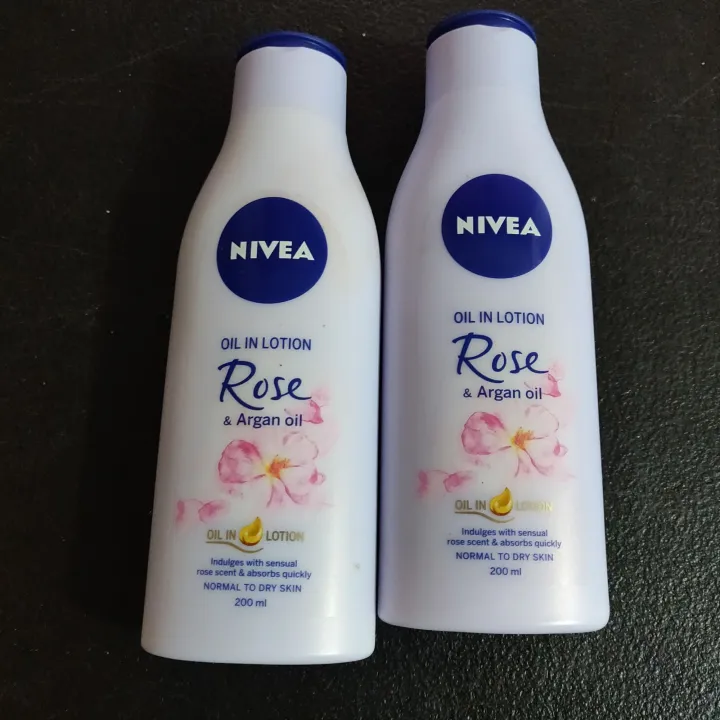 NIVEA
OIL IN LOTION
Rose
& Argan oil
OIL IN LOTION
Indulges with sensual
rose scent & absorbs quickly
NORMAL TO DRY SKIN
200 ml
NIVEA
OIL IN LOTION
Rose
& Argan oil
OIL IN LOTION
Indulges with sensual
rose scent & absorbs quickly
NORMAL TO DRY SKIN
200 ml